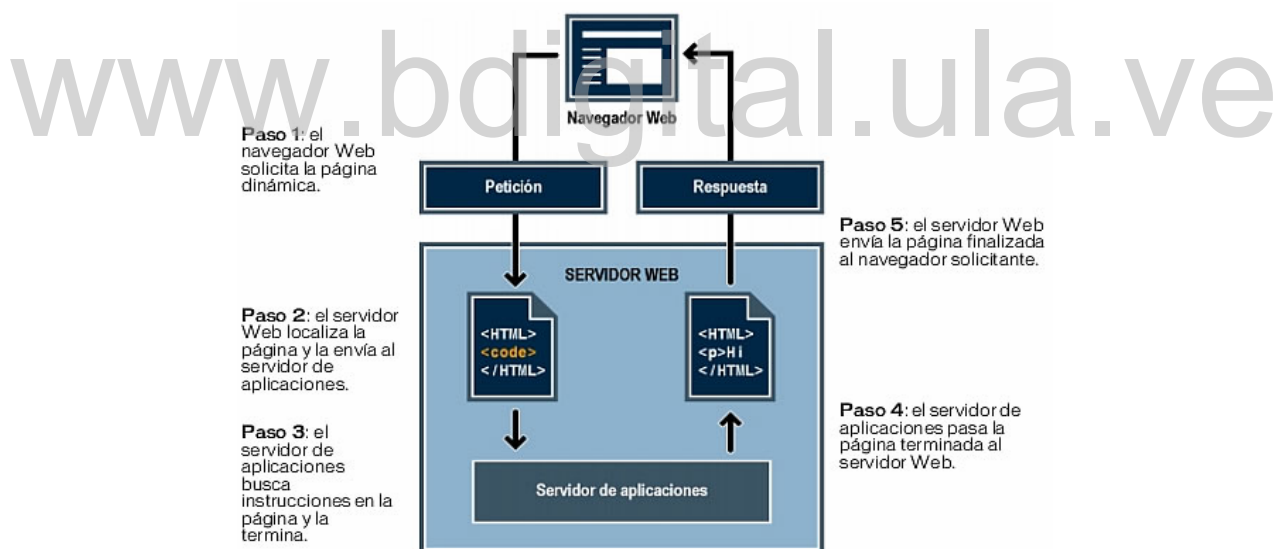 www.bdigital.ula.ve
Navegador Web
Paso 1: el
navegador Web
solicita la página
dinámica.
Petición
Respuesta
Paso 5: el servidor Web
envía la página finalizada
al navegador solicitante.
SERVIDOR WEB
Paso 2: el servidor
Web localiza la
página y la envía al
servidor de
aplicaciones.
<HTML>
<code>
</HTML>
<HTML>
<p>Hi
</HTML>
Paso 4: el servidor de
aplicaciones pasa la
página terminada al
servidor Web.
Paso 3: el
servidor de
aplicaciones
busca
instrucciones en la
página y la
termina.
Servidor de aplicaciones